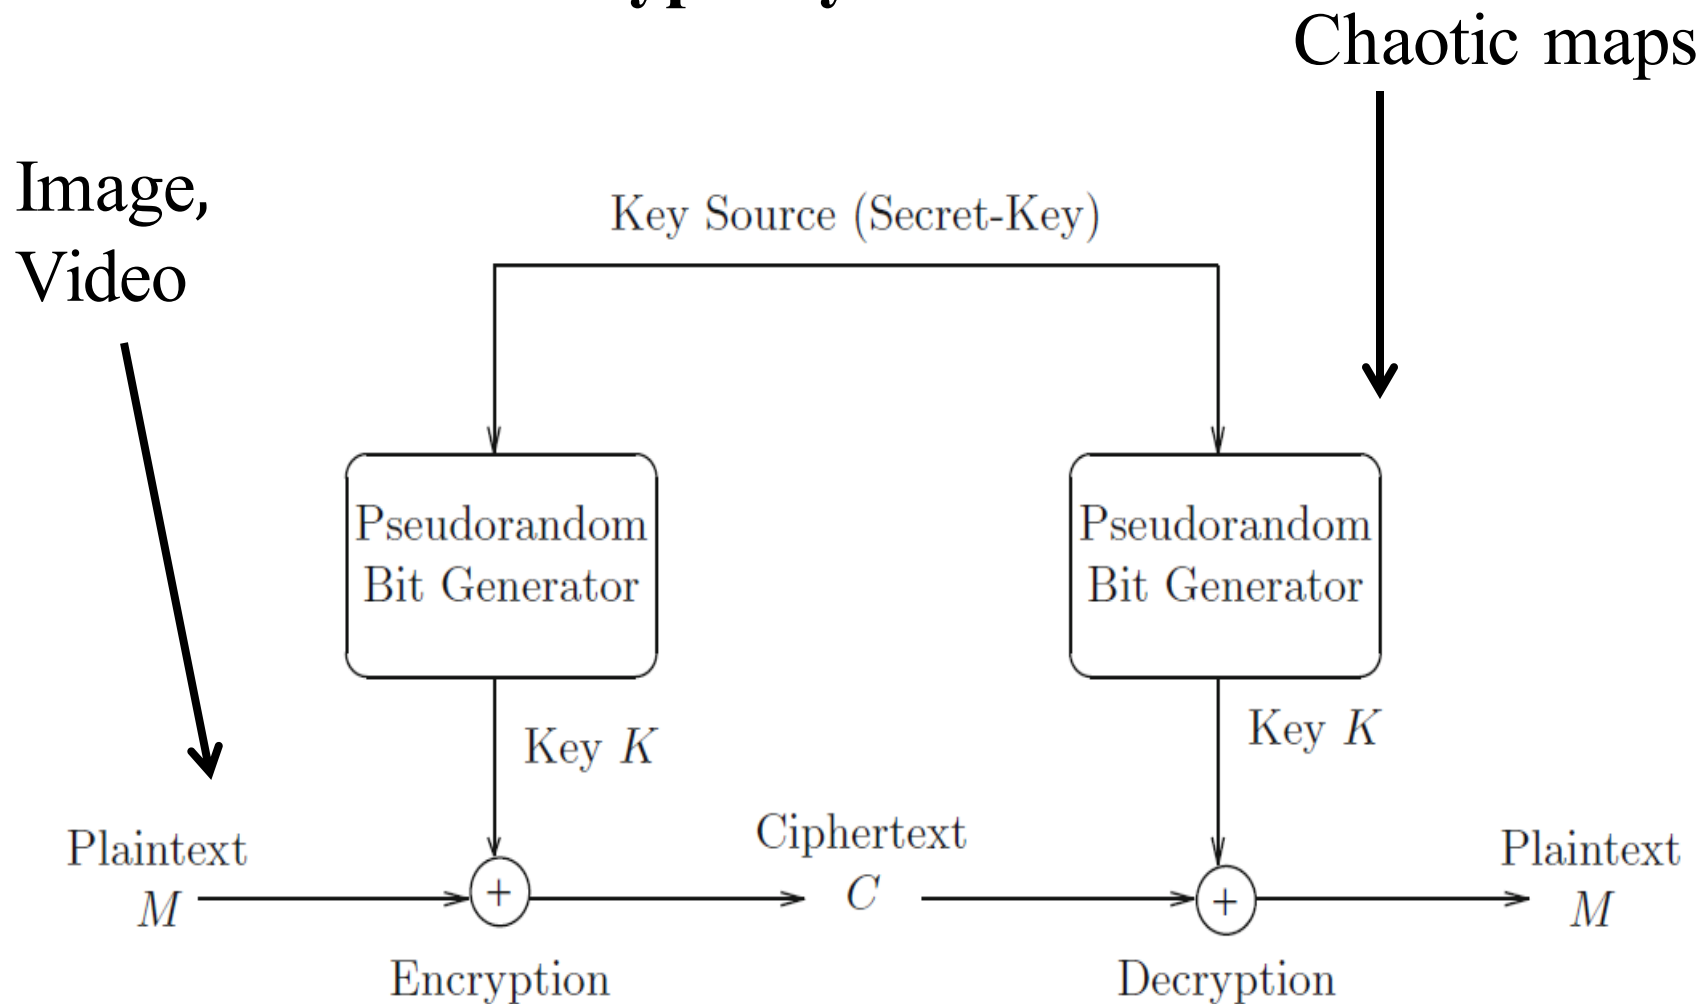 Chaotic maps
Image,
Video
Key Source (Secret-Key)
Pseudorandom
Bit Generator
Pseudorandom
Bit Generator
Key K
Key K
Plaintext
M
+
Encryption
Ciphertext
C
+
Decryption
Plaintext
M